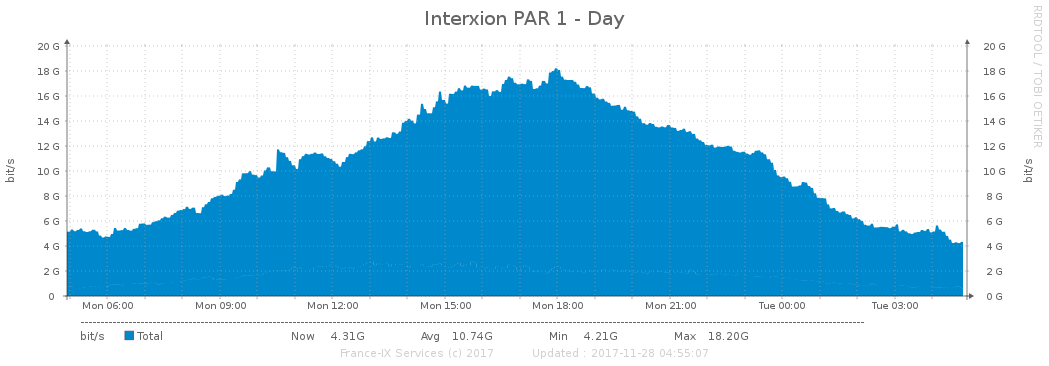 Interxion PAR 1 - Day
RRDTOOL / TOBI OETIKER
20 G 20 G
18 G 18 G
16 G 16 G
14 G 14 G
12 G 12 G
10 G 10 G
8 G 8 G
6 G 6 G
4 G 4 G
2 G 2 G
0 0 G
bit/s
bit/s
Mon 06:00 Mon 09:00 Mon 12:00 Mon 15:00 Mon 18:00 Mon 21:00 Tue 00:00 Tue 03:00
bit/s Total Now 4.31G Avg 10.74G Min 4.21G Max 18.20G
France-IX Services (c) 2017 Updated : 2017-11-28 04:55:07